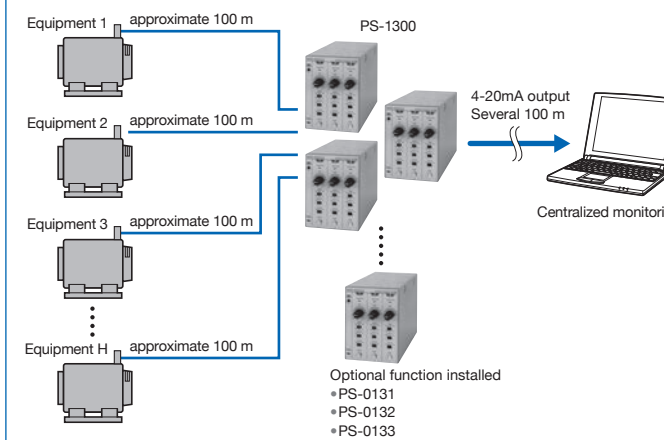 Equipment 1
approximate 100 m
PS-1300
Equipment 2
approximate 100 m
4-20mA output
Several 100 m
Equipment 3
approximate 100 m
Centralized
Equipment H
approximate 100 m
Optional function installed
•PS-0131
•PS-0132
•PS-0133